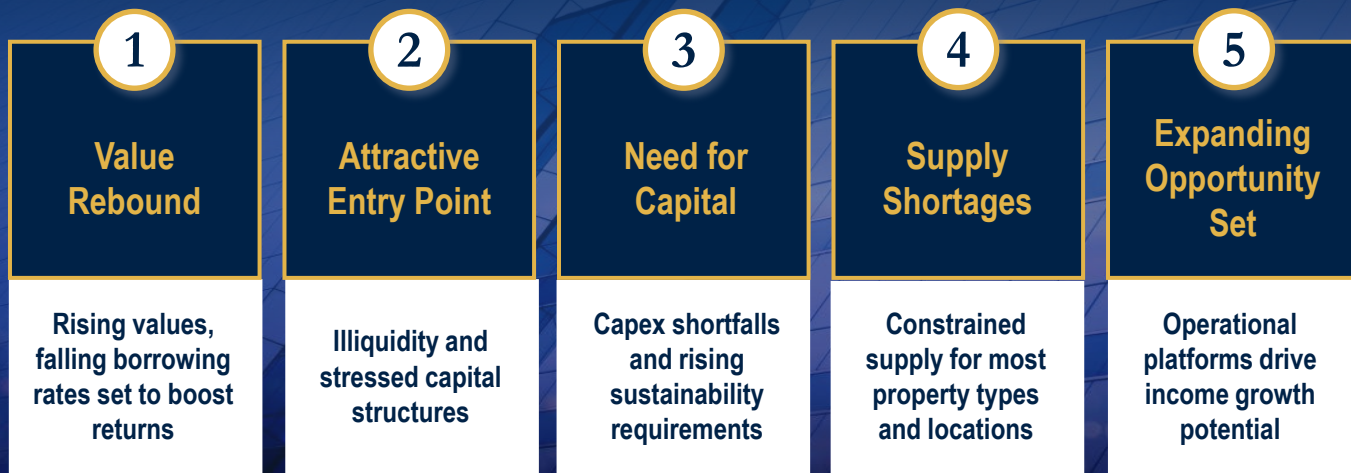 1
Value
Rebound
Rising values,
falling borrowing
rates set to boost
returns
2
Attractive
Entry Point
Illiquidity and
stressed capital
structures
3
Need for
Capital
Capex shortfalls
and rising
sustainability
requirements
4
Supply
Shortages
Constrained
supply for most
property types
and locations
5
Expanding
Opportunity
Set
Operational
platforms drive
income growth
potential